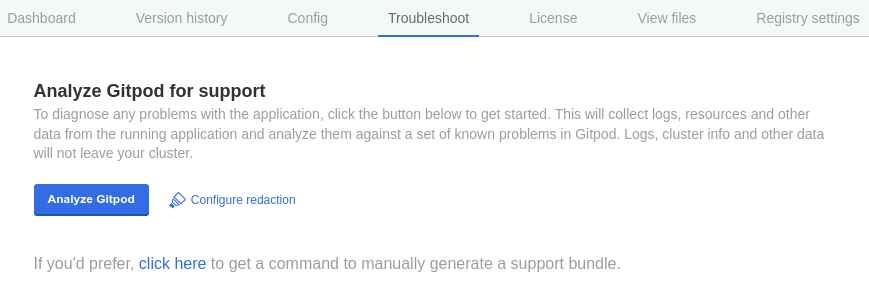 Dashboard Version history Config Troubleshoot License View files Registry settings
Analyze Gitpod for support
To diagnose any problems with the application, click the button below to get started. This will collect logs, resources and other
data from the running application and analyze them against a set of known problems in Gitpod. Logs, cluster info and other data
will not leave your cluster.
Analyze Gitpod Configure redaction
If you'd prefer, click here to get a command to manually generate a support bundle.